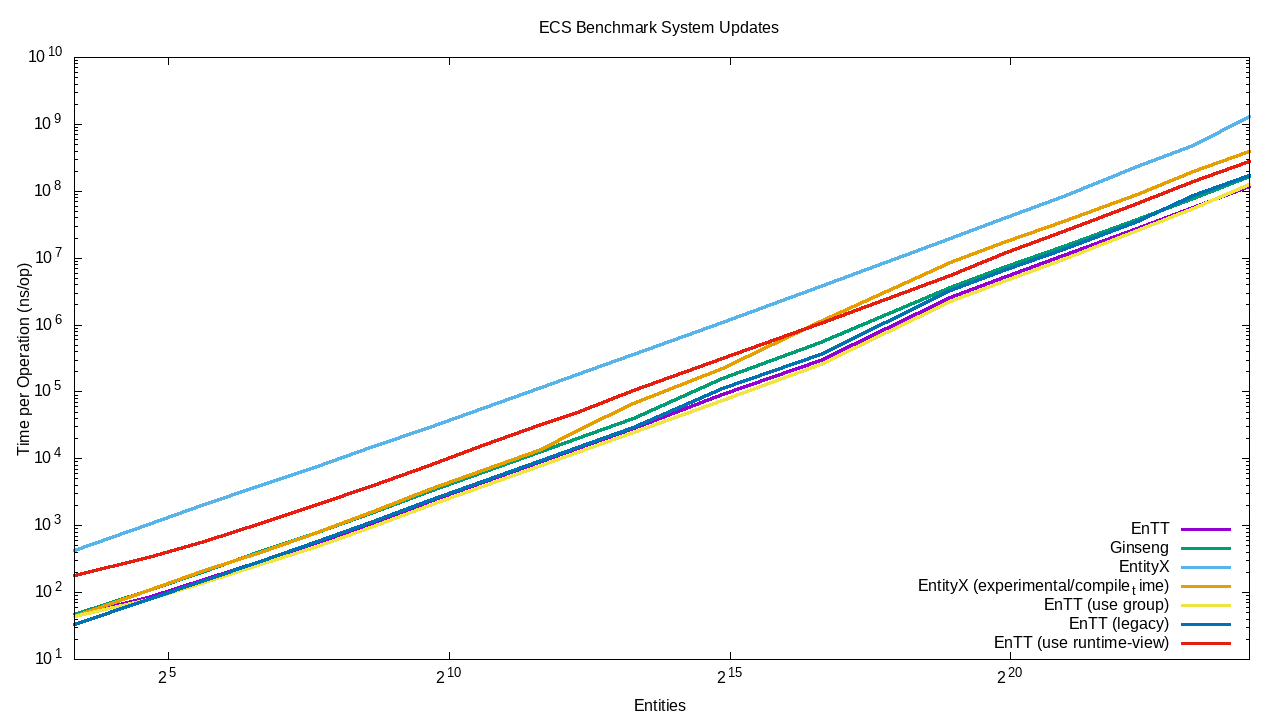 ECS Benchmark System Updates
10^10
10^9
10^8
10^7
10^6
10^5
10^4
10^3
10^2
10^1
Time per Operation (ns/op)
EnTT
Ginseng
EntityX
EntityX (experimental/compile_time)
EnTT (use group)
EnTT (legacy)
EnTT (use runtime-view)
2^5 2^10 2^15 2^20
Entities